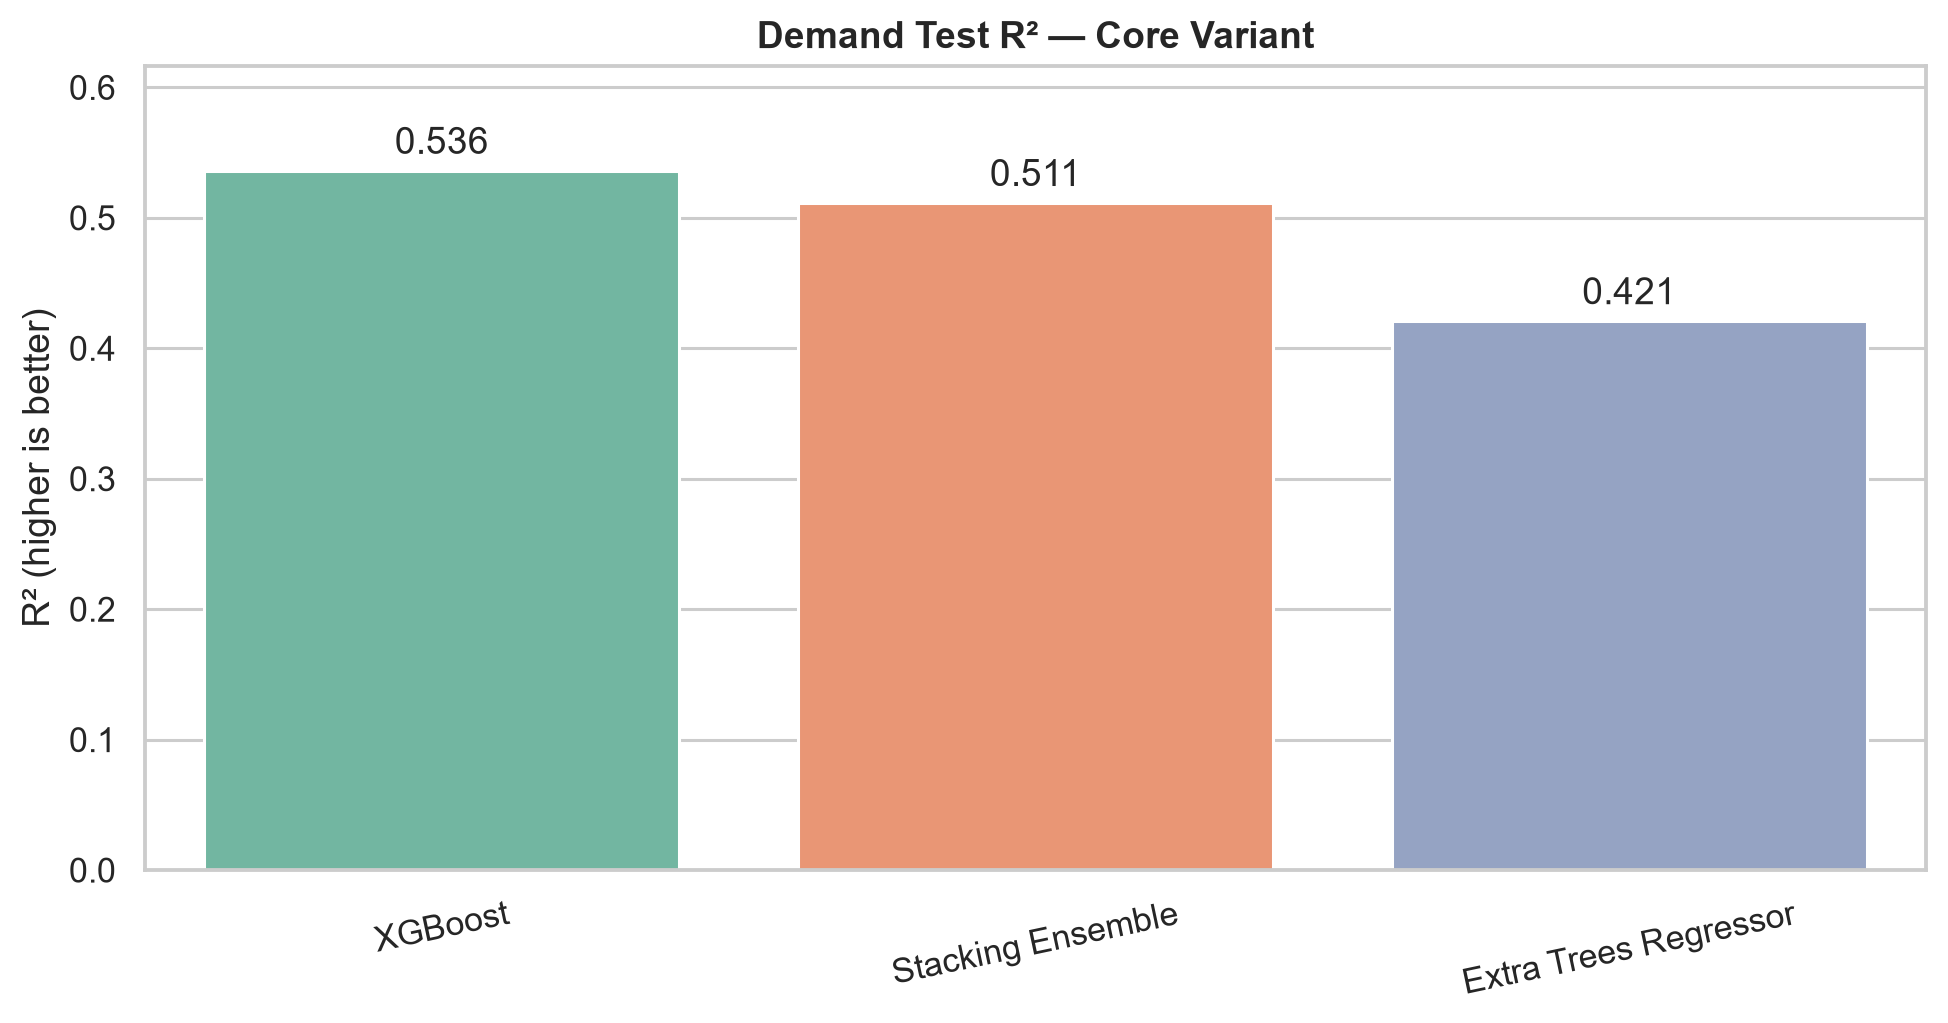 Demand Test R² — Core Variant
R² (higher is better)
0.6
0.5
0.4
0.3
0.2
0.1
0.0
0.536
0.511
0.421
XGBoost
Stacking Ensemble
Extra Trees Regressor